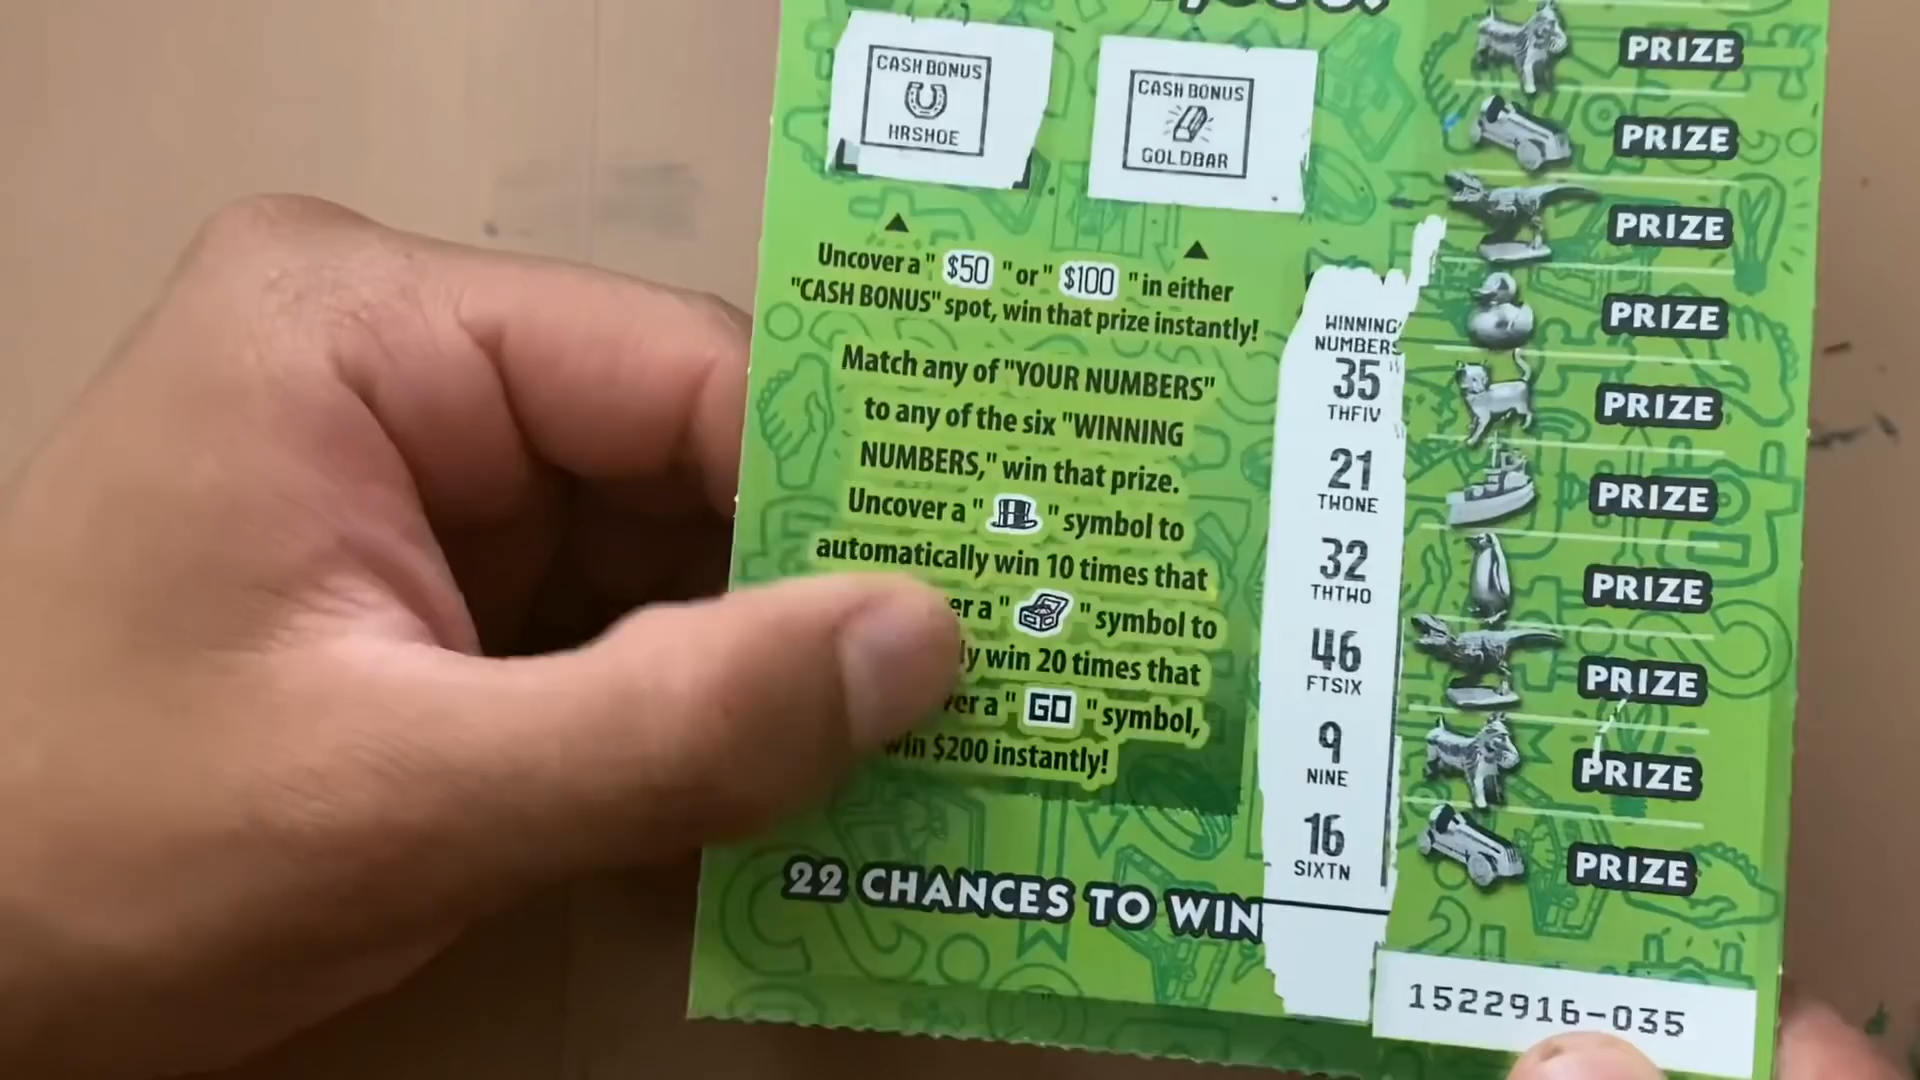 CASH BONUS
HRSHOE
CASH BONUS
GOLDBAR
Uncover a " $50 " or " $100 " in either
"CASH BONUS" spot, win that prize instantly!
Match any of "YOUR NUMBERS"
to any of the six "WINNING
NUMBERS," win that prize.
Uncover a " " symbol to
automatically win 10 times that
a " " symbol to
win 20 times that
a " GO " symbol,
win $200 instantly!
22 CHANCES TO WIN
WINNING
NUMBERS
35
THFIV
21
TWONE
32
THTWO
46
FTSIX
9
NINE
16
SIXTN
PRIZE
PRIZE
PRIZE
PRIZE
PRIZE
PRIZE
PRIZE
PRIZE
PRIZE
PRIZE
1522916-035